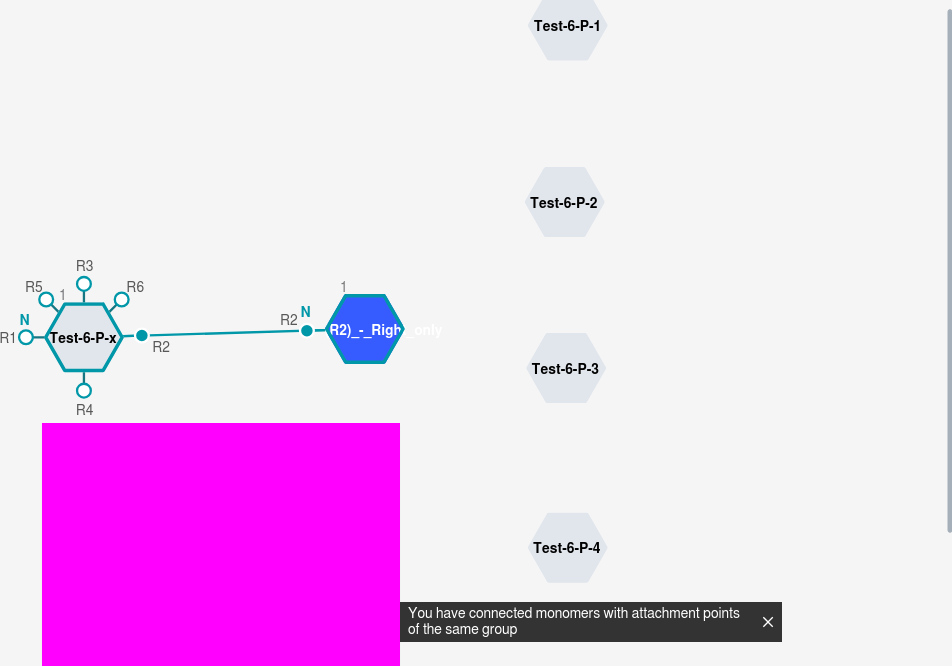 Test-6-P-1
Test-6-P-2
R3
R5
1
R6
N
R1
Test-6-P-x
R2
R4
1
N
R2
R2)_-_Right_only
Test-6-P-3
Test-6-P-4
You have connected monomers with attachment points
of the same group